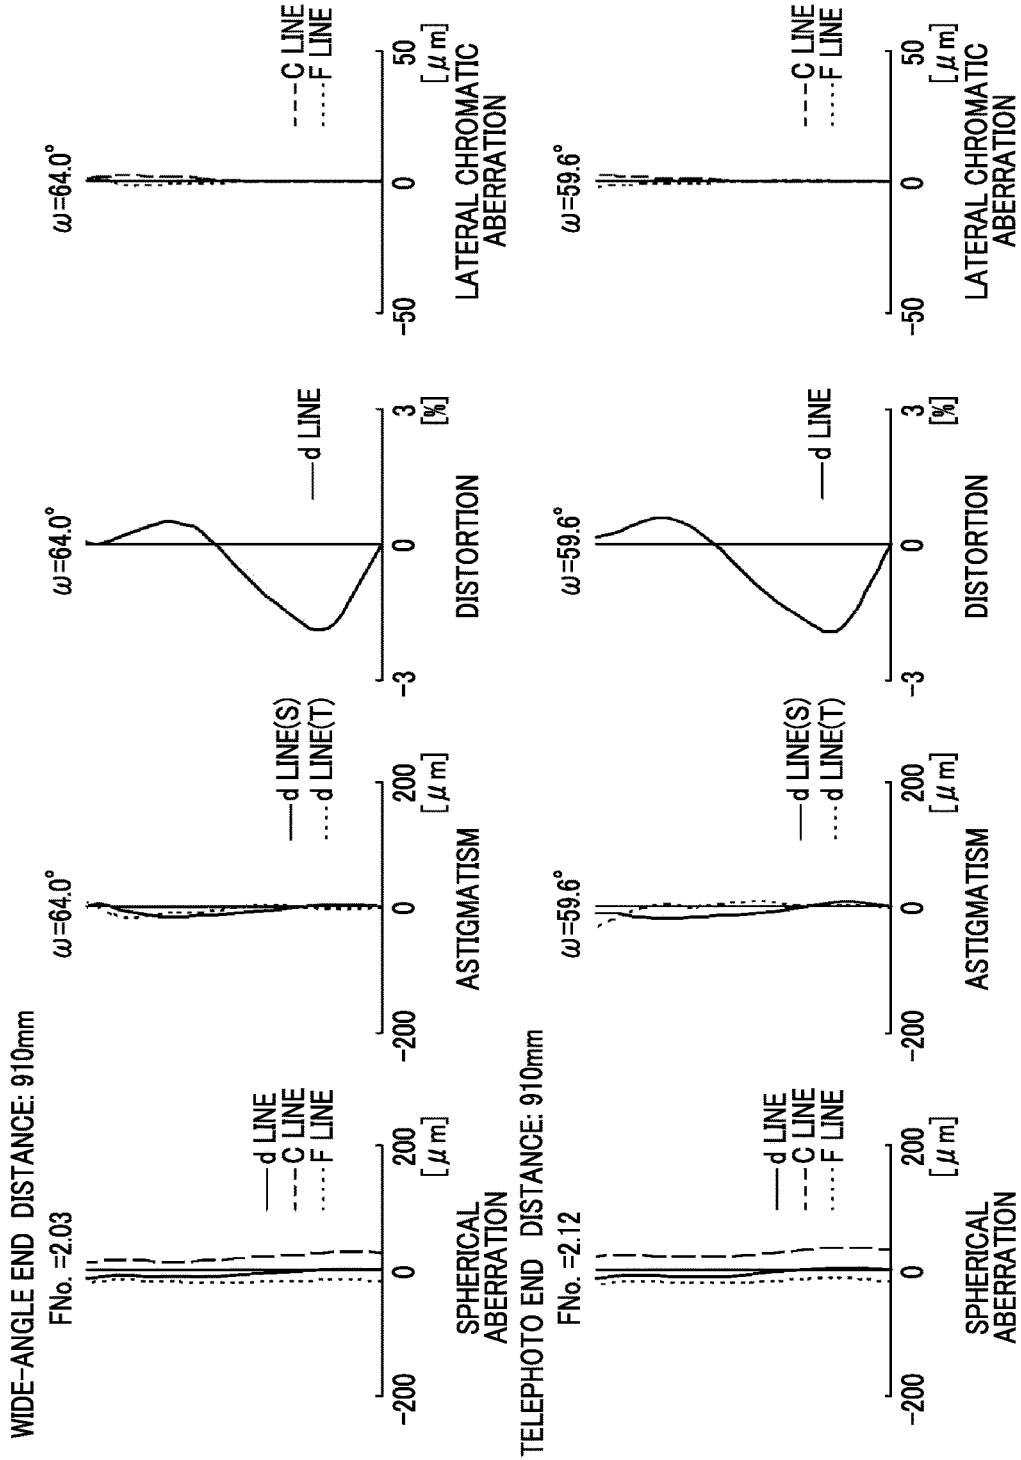 WIDE-ANGLE END DISTANCE: 910mm
FNo. =2.03
d LINE
C LINE
F LINE
-200
0
200
[μm]
SPHERICAL
ABERRATION
ω=64.0°
d LINE(S)
d LINE(T)
-200
0
200
[μm]
ASTIGMATISM
ω=64.0°
d LINE
-3
0
3
[%]
DISTORTION
ω=64.0°
C LINE
F LINE
-50
0
50
[μm]
LATERAL CHROMATIC
ABERRATION
TELEPHOTO END DISTANCE: 910mm
FNo. =2.12
d LINE
C LINE
F LINE
-200
0
200
[μm]
SPHERICAL
ABERRATION
ω=59.6°
d LINE(S)
d LINE(T)
-200
0
200
[μm]
ASTIGMATISM
ω=59.6°
d LINE
-3
0
3
[%]
DISTORTION
ω=59.6°
C LINE
F LINE
-50
0
50
[μm]
LATERAL CHROMATIC
ABERRATION